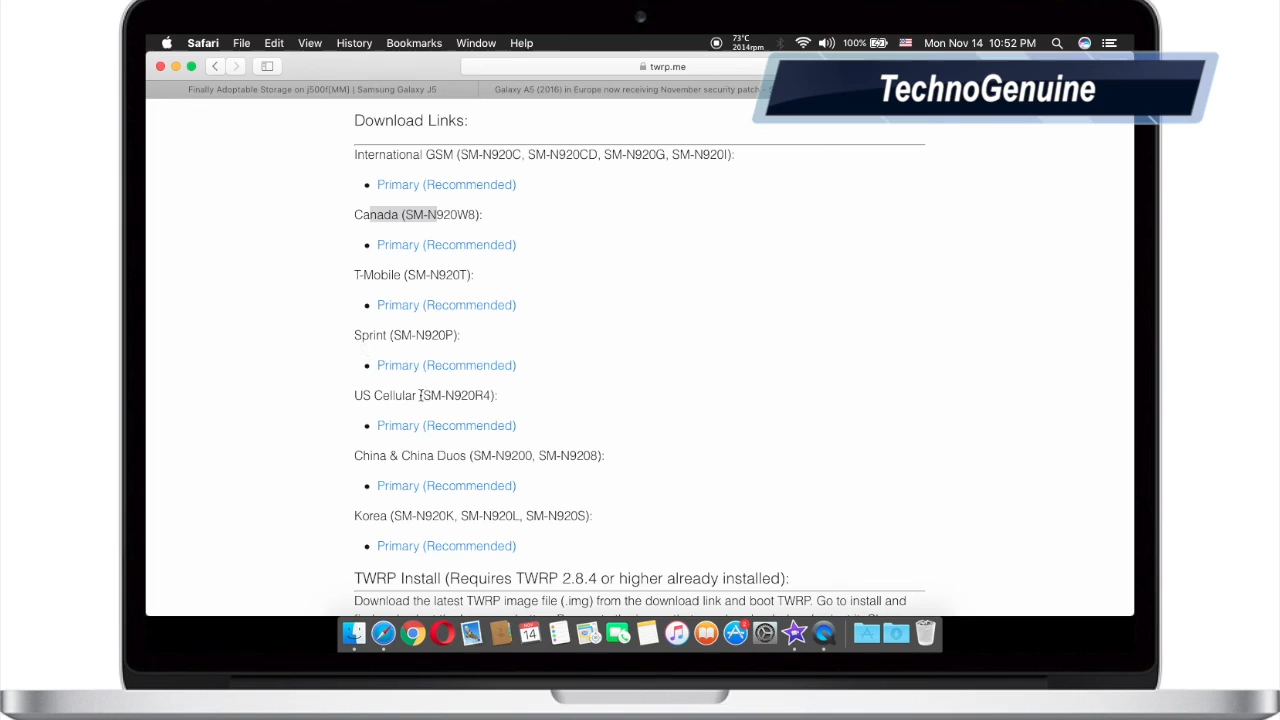 Safari File Edit View History Bookmarks Window Help 73°C 2014rpm 100% Mon Nov 14 10:52 PM
twrp.me
TechnoGenuine
Finally Adoptable Storage on j500f[MM] | Samsung Galaxy J5
Galaxy A5 (2016) in Europe now receiving November security patch -
Download Links:
International GSM (SM-N920C, SM-N920CD, SM-N920G, SM-N920I):
• Primary (Recommended)
Canada (SM-N920W8):
• Primary (Recommended)
T-Mobile (SM-N920T):
• Primary (Recommended)
Sprint (SM-N920P):
• Primary (Recommended)
US Cellular (SM-N920R4):
• Primary (Recommended)
China & China Duos (SM-N9200, SM-N9208):
• Primary (Recommended)
Korea (SM-N920K, SM-N920L, SM-N920S):
• Primary (Recommended)
TWRP Install (Requires TWRP 2.8.4 or higher already installed):
Download the latest TWRP image file (.img) from the download link and boot TWRP. Go to install and
NOV
14